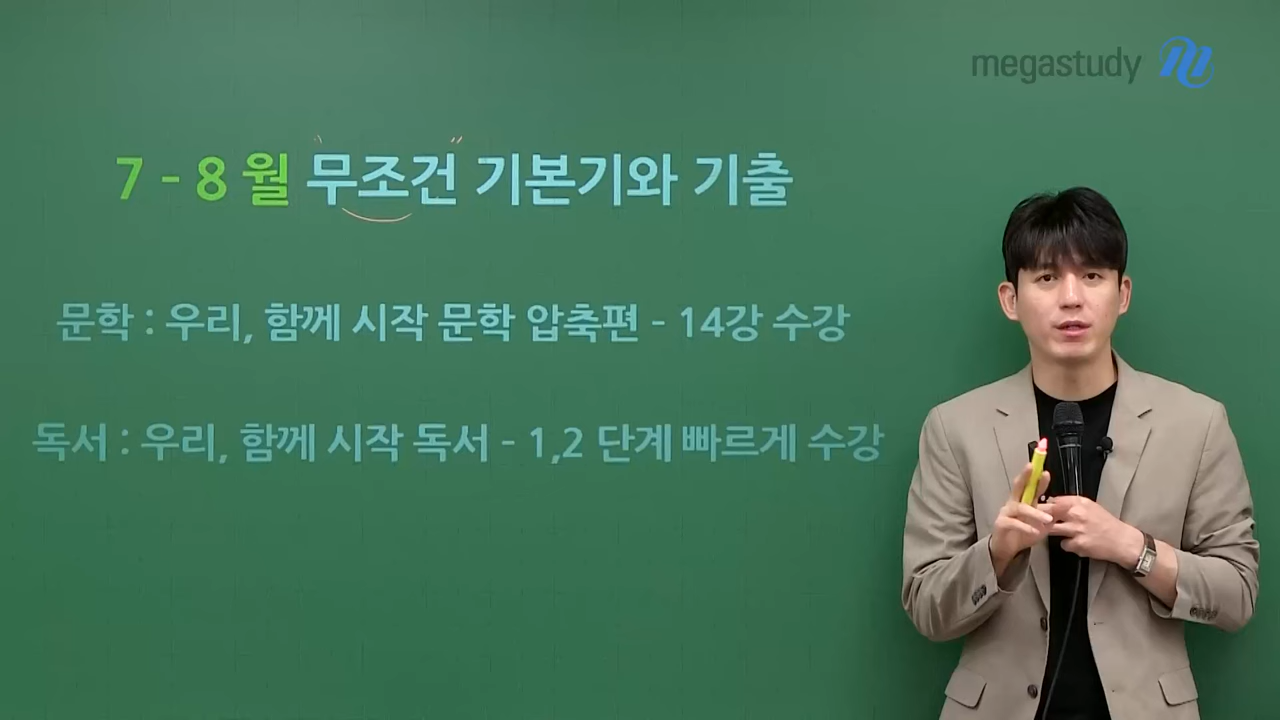 megastudy
7 - 8 월 무조건 기본기와 기출
문학 : 우리, 함께 시작 문학 압축편 - 14강 수강
독서 : 우리, 함께 시작 독서 - 1,2 단계 빠르게 수강